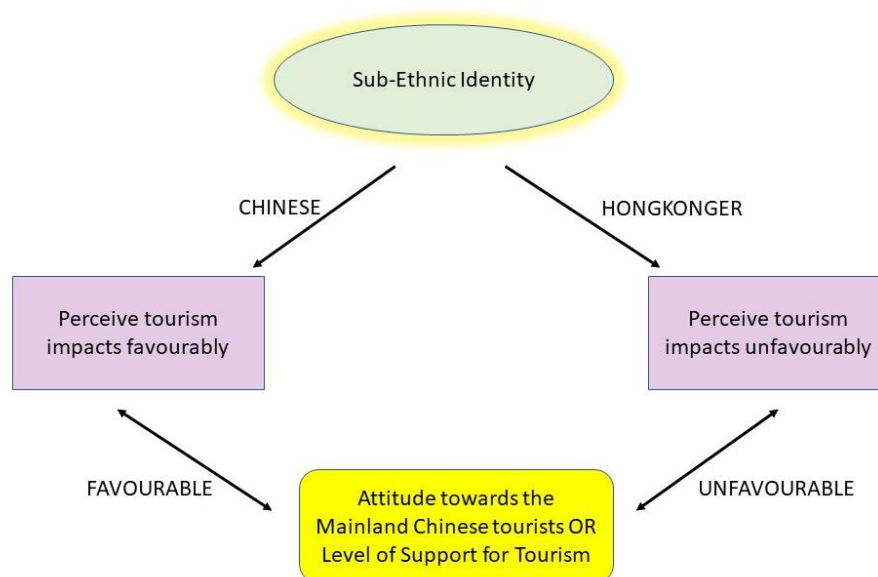 Sub-Ethnic Identity
CHINESE
HONGKONGER
Perceive tourism
impacts favourably
Perceive tourism
impacts unfavourably
FAVOURABLE
UNFAVOURABLE
Attitude towards the
Mainland Chinese tourists OR
Level of Support for Tourism